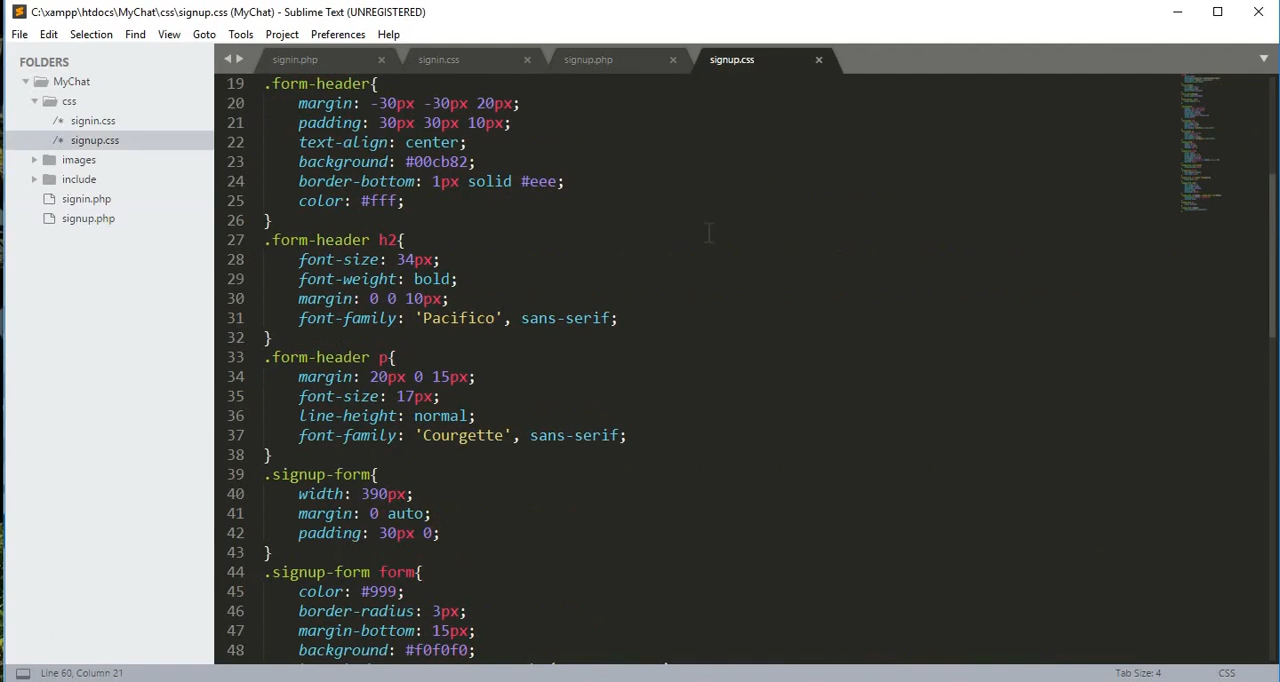 C:\xampp\htdocs\MyChat\css\signup.css (MyChat) - Sublime Text (UNREGISTERED)
File Edit Selection Find View Goto Tools Project Preferences Help
FOLDERS
MyChat
css
/* signin.css
/* signup.css
images
include
signin.php
signup.php
signin.php signin.css signup.php signup.css
19 .form-header{
20 margin: -30px -30px 20px;
21 padding: 30px 30px 10px;
22 text-align: center;
23 background: #00cb82;
24 border-bottom: 1px solid #eee;
25 color: #fff;
26 }
27 .form-header h2{
28 font-size: 34px;
29 font-weight: bold;
30 margin: 0 0 10px;
31 font-family: 'Pacifico', sans-serif;
32 }
33 .form-header p{
34 margin: 20px 0 15px;
35 font-size: 17px;
36 line-height: normal;
37 font-family: 'Courgette', sans-serif;
38 }
39 .signup-form{
40 width: 390px;
41 margin: 0 auto;
42 padding: 30px 0;
43 }
44 .signup-form form{
45 color: #999;
46 border-radius: 3px;
47 margin-bottom: 15px;
48 background: #f0f0f0;
Line 60, Column 21
Tab Size: 4
CSS